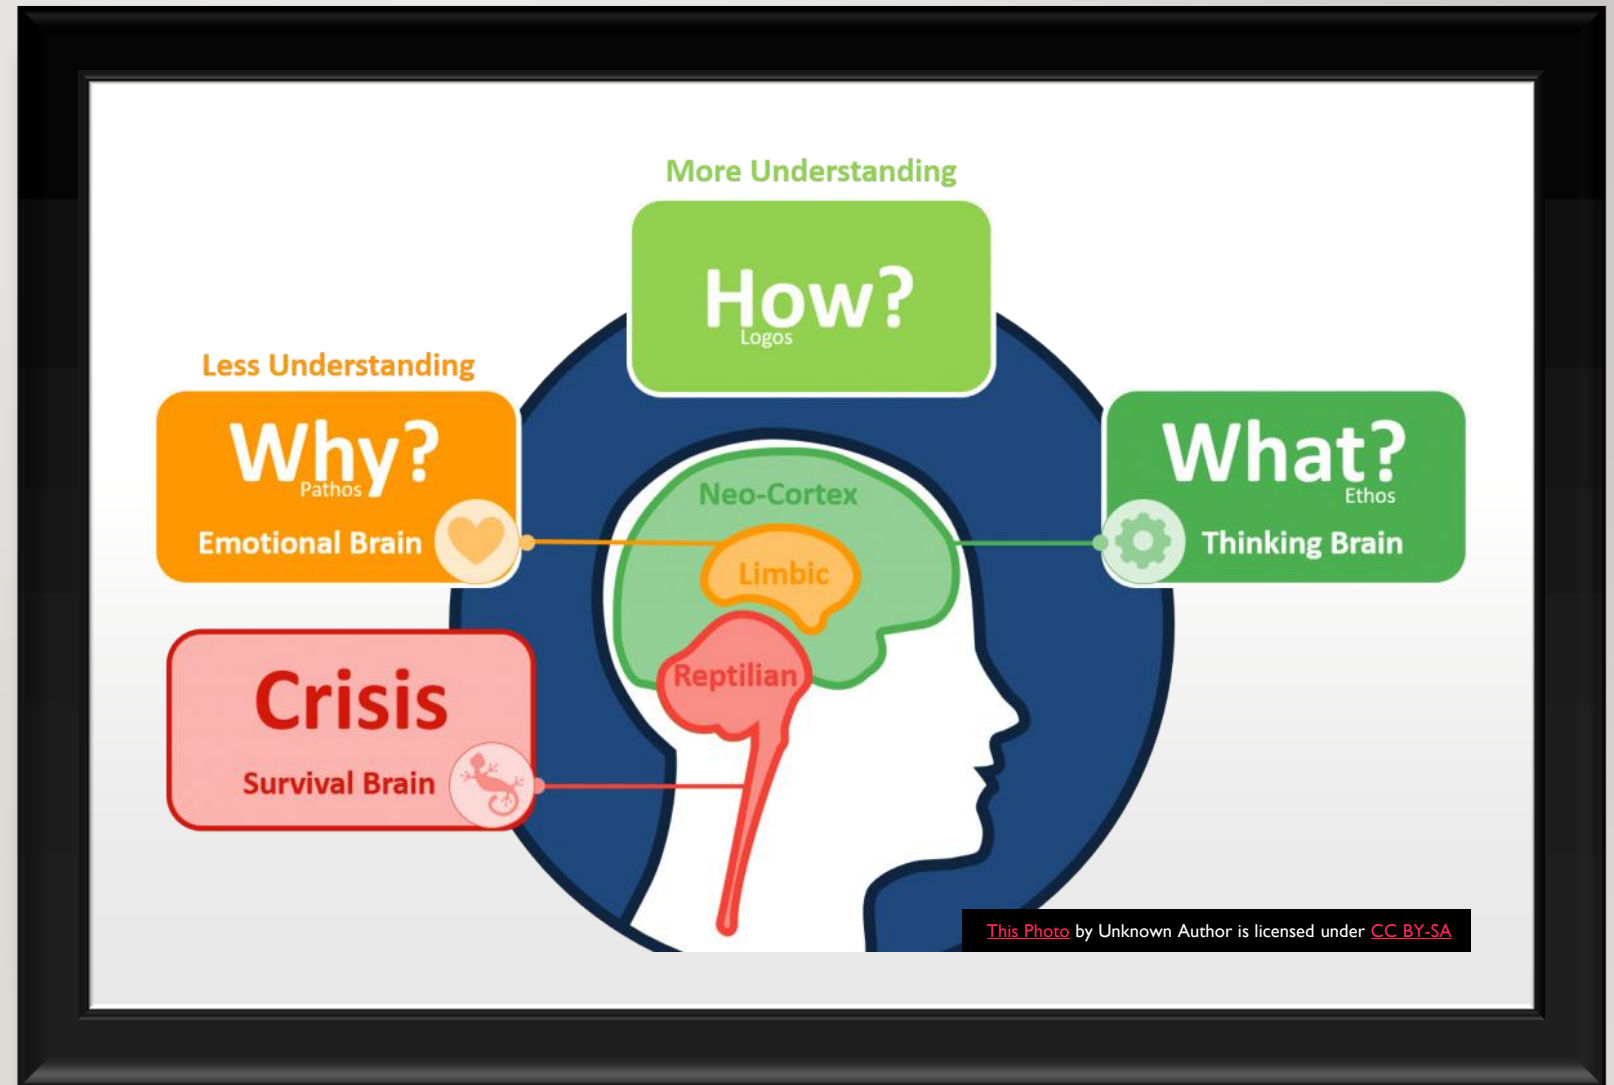 More Understanding
How?
Logos
Less Understanding
Why?
Pathos
Emotional Brain
What?
Ethos
Thinking Brain
Neo-Cortex
Limbic
Reptilian
Crisis
Survival Brain
This Photo by Unknown Author is licensed under CC BY-SA